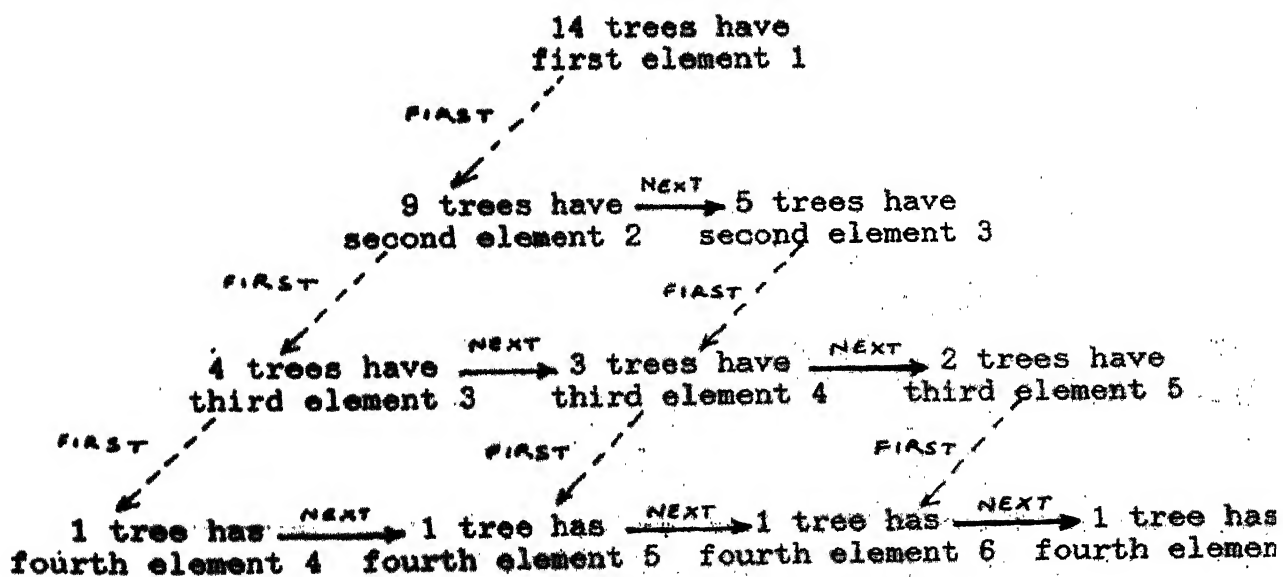 14 trees have
first element 1
FIRST
9 trees have NEXT 5 trees have
second element 2 second element 3
FIRST FIRST
4 trees have NEXT 3 trees have NEXT 2 trees have
third element 3 third element 4 third element 5
FIRST FIRST FIRST
1 tree has NEXT 1 tree has NEXT 1 tree has NEXT 1 tree has
fourth element 4 fourth element 5 fourth element 6 fourth elemen